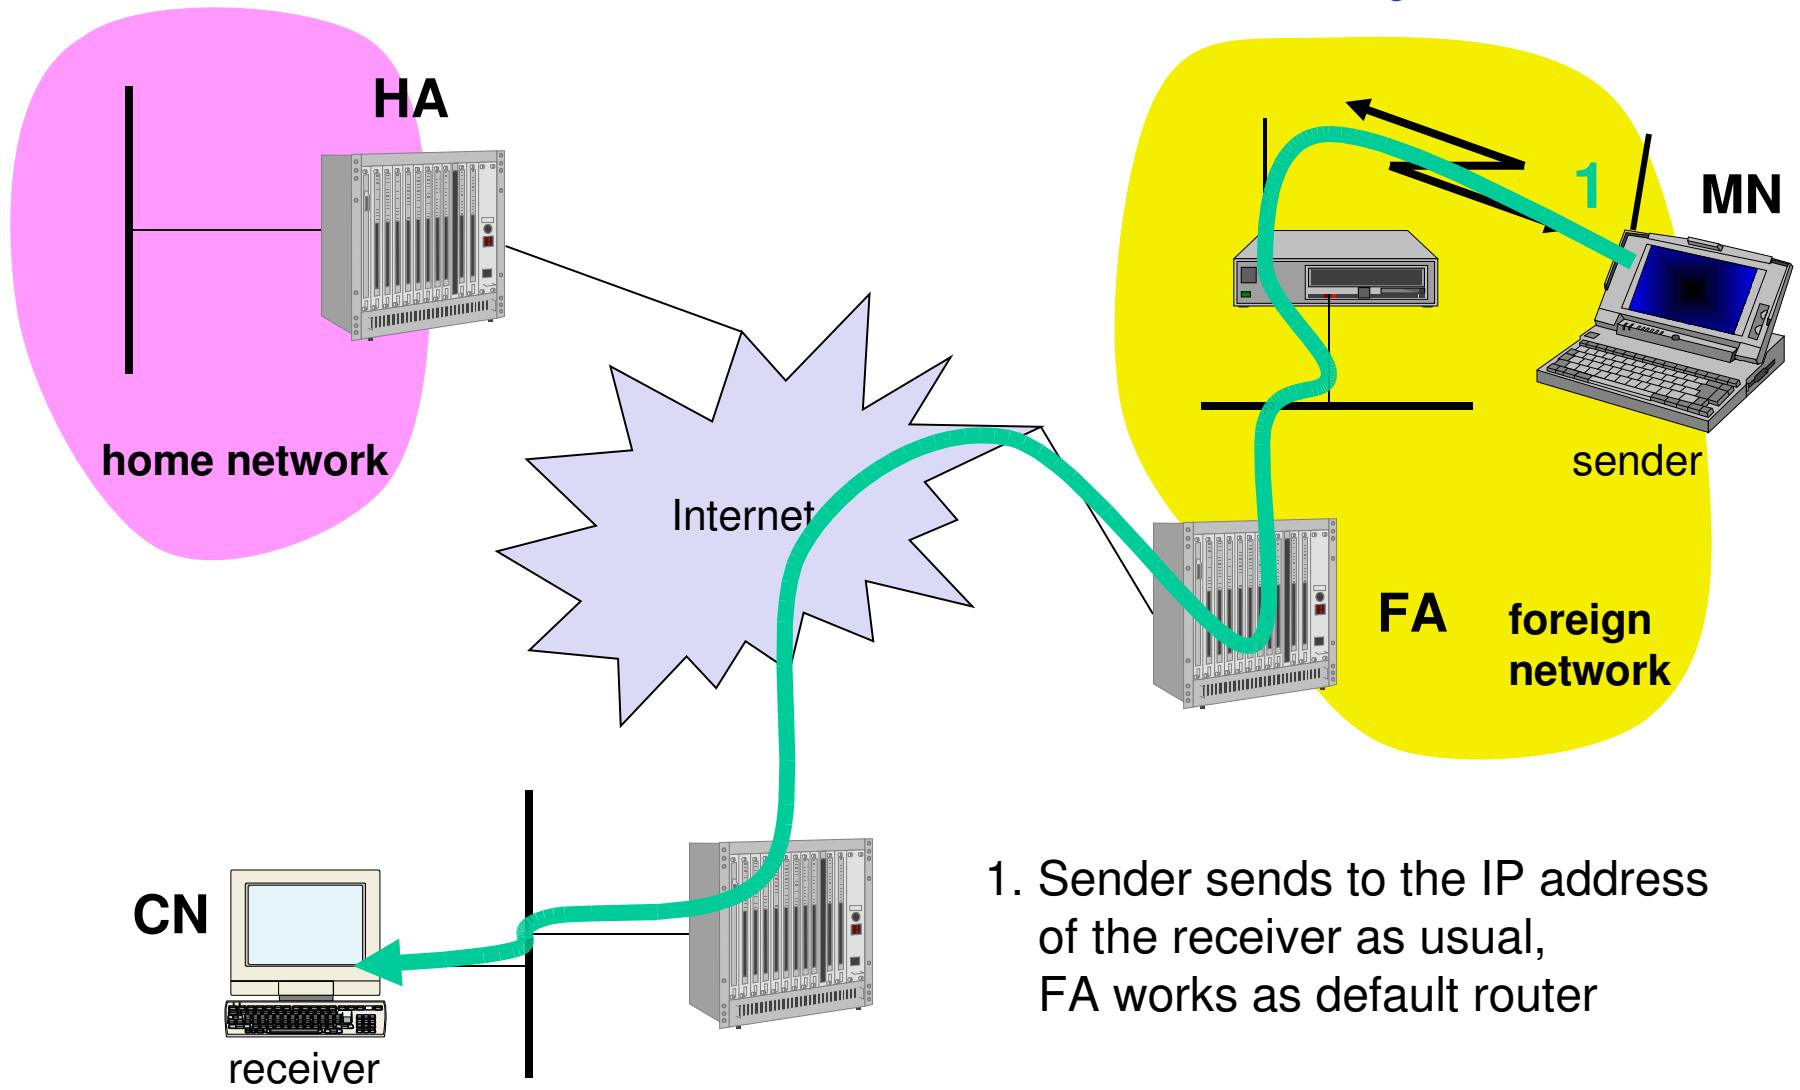 HA
1
MN
home network
sender
Internet
FA
foreign
network
CN
receiver
1. Sender sends to the IP address
of the receiver as usual,
FA works as default router